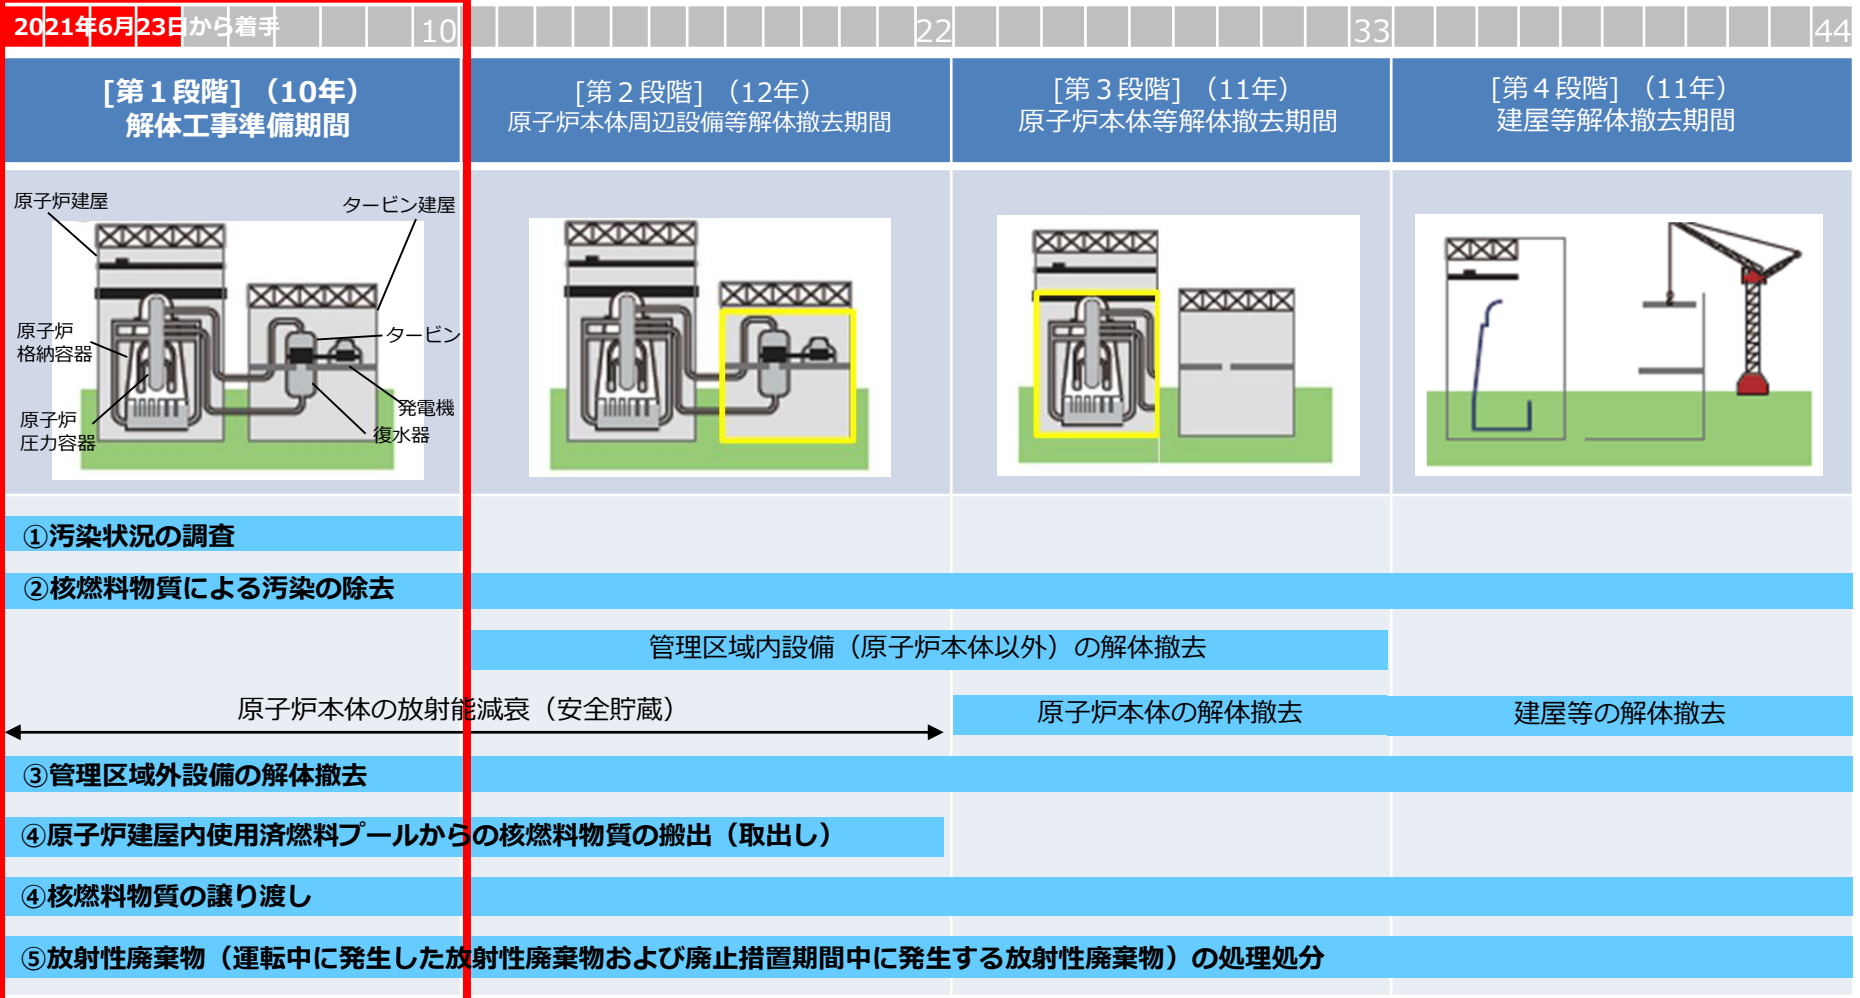 2021年6月23日から着手
10
22
33
44
[第１段階]（10年）
解体工事準備期間
[第２段階]（12年）
原子炉本体周辺設備等解体撤去期間
[第３段階]（11年）
原子炉本体等解体撤去期間
[第４段階]（11年）
建屋等解体撤去期間
原子炉建屋
タービン建屋
原子炉
格納容器
タービン
原子炉
圧力容器
発電機
復水器
①汚染状況の調査
②核燃料物質による汚染の除去
管理区域内設備（原子炉本体以外）の解体撤去
原子炉本体の放射能減衰（安全貯蔵）
原子炉本体の解体撤去
建屋等の解体撤去
③管理区域外設備の解体撤去
④原子炉建屋内使用済燃料プールからの核燃料物質の搬出（取出し）
④核燃料物質の譲り渡し
⑤放射性廃棄物（運転中に発生した放射性廃棄物および廃止措置期間中に発生する放射性廃棄物）の処理処分